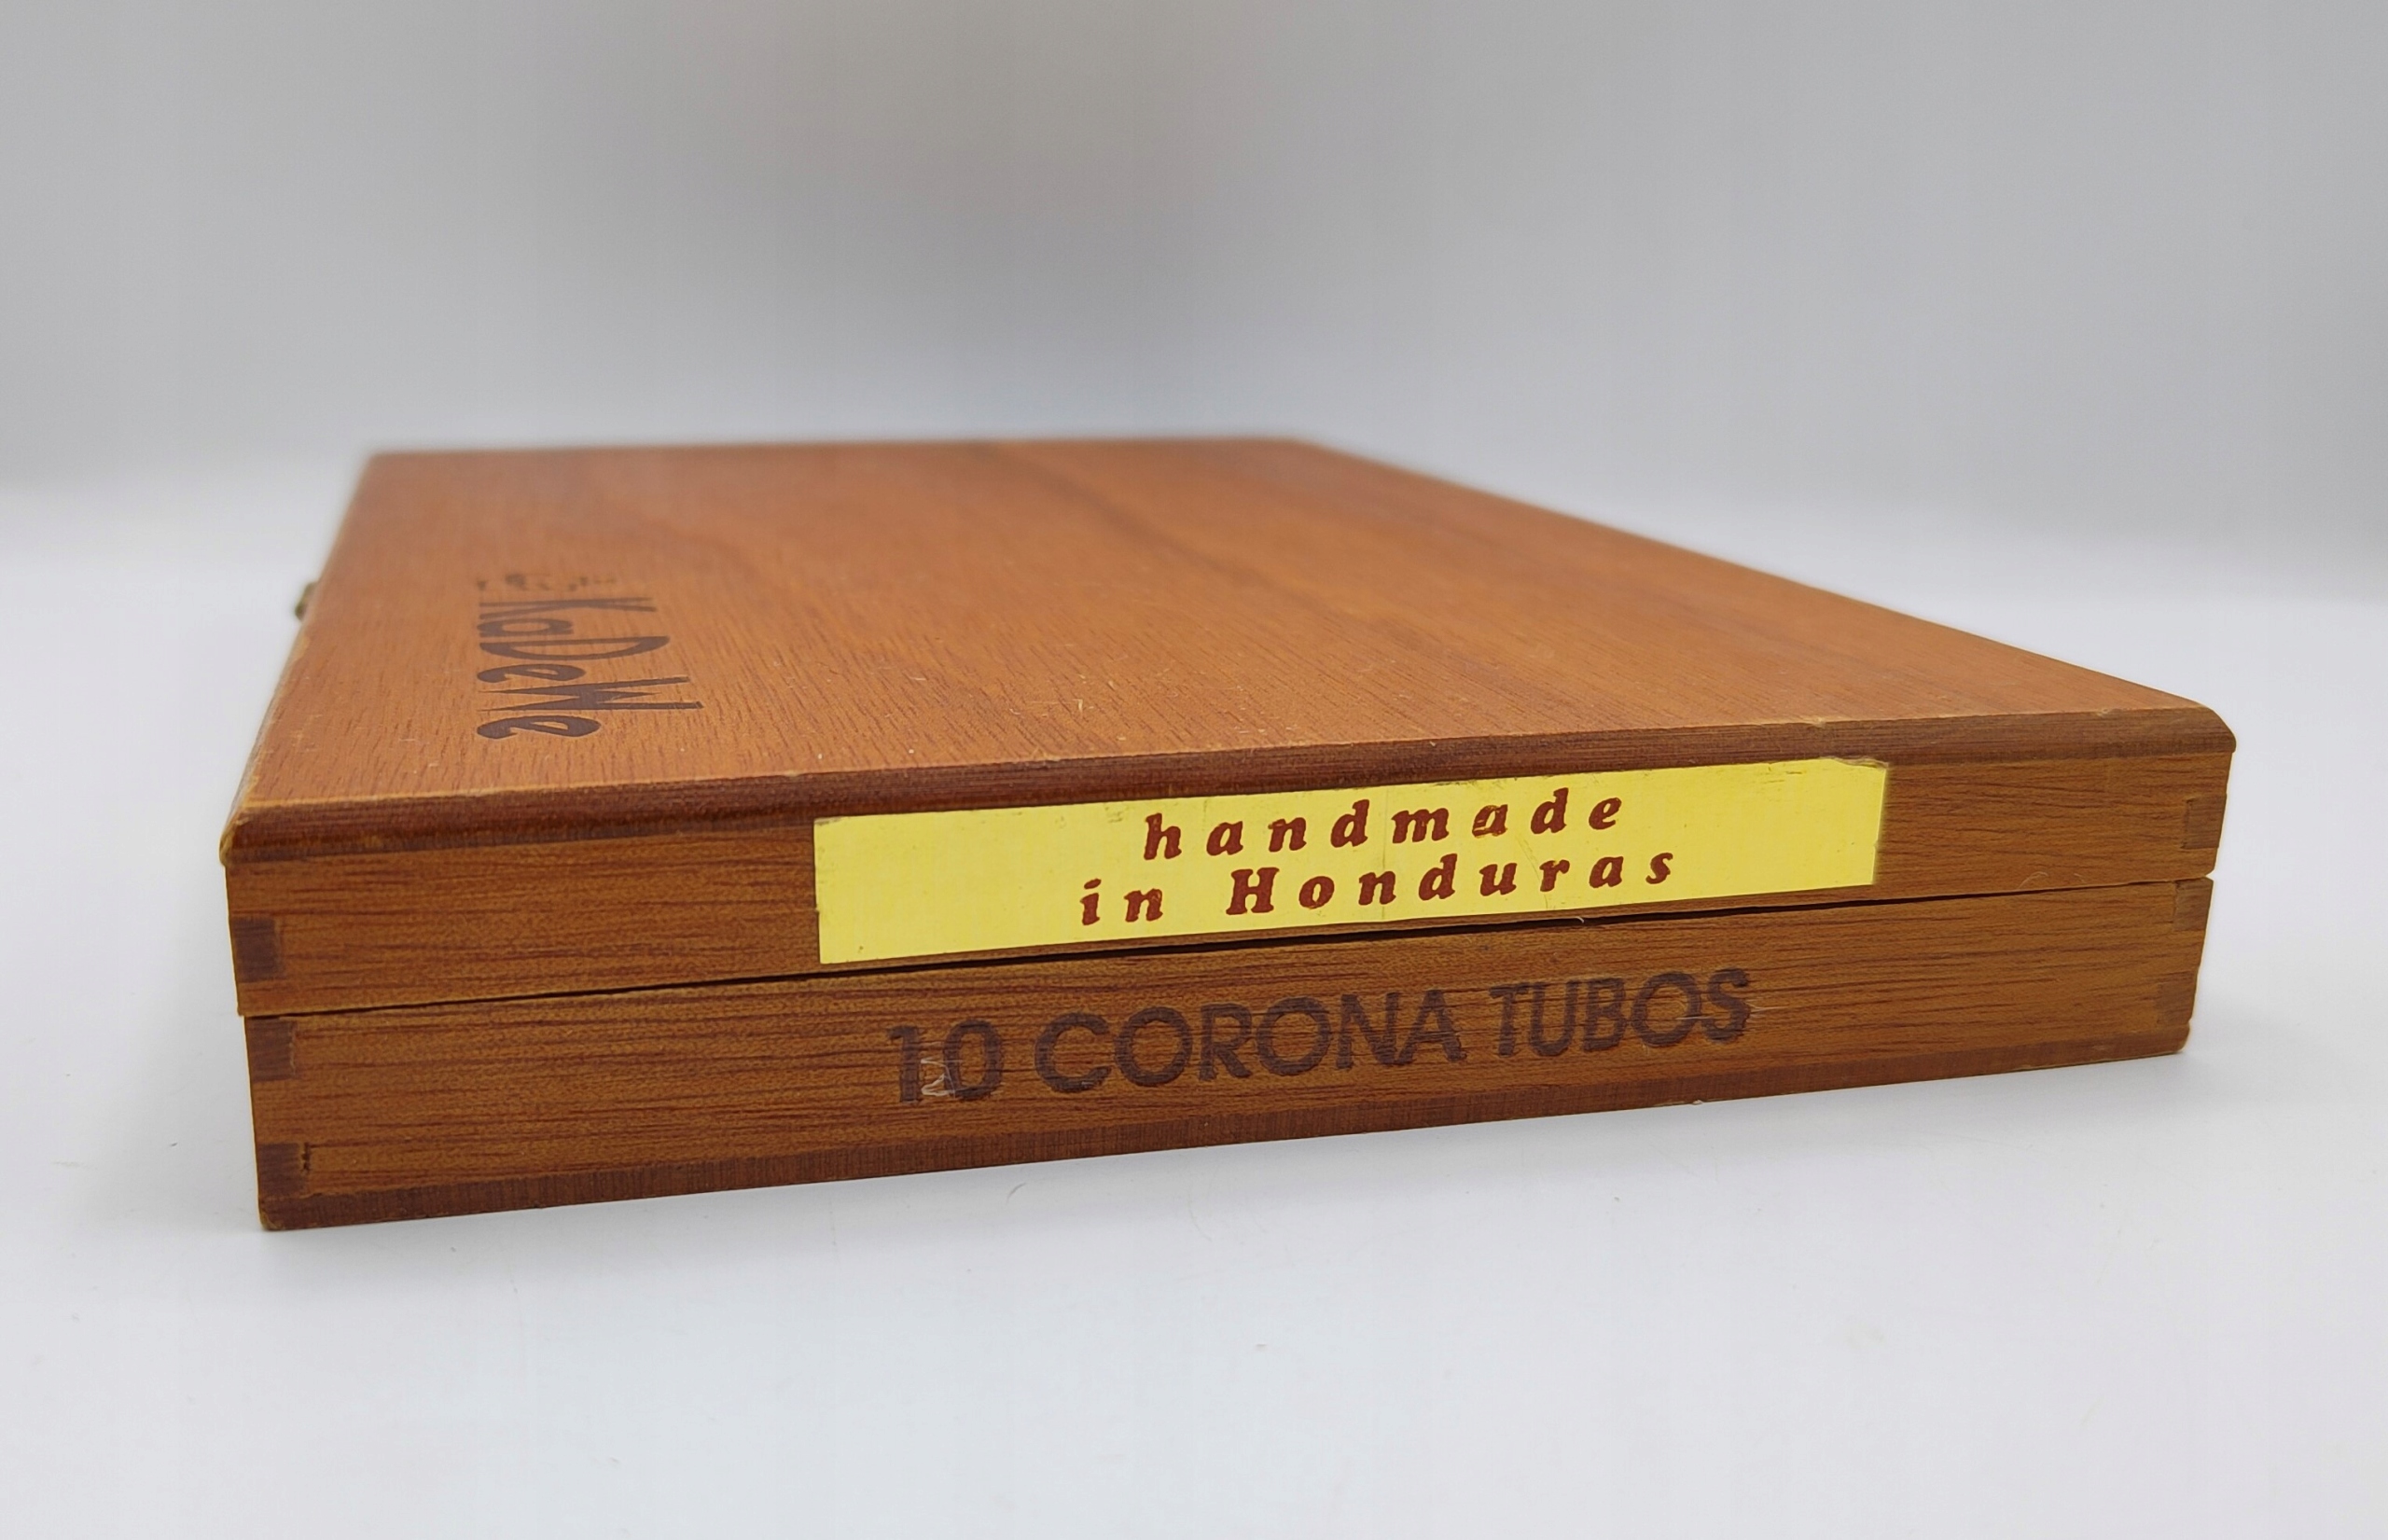 KaDeWe
handmade
in Honduras
10 CORONA TUBOS